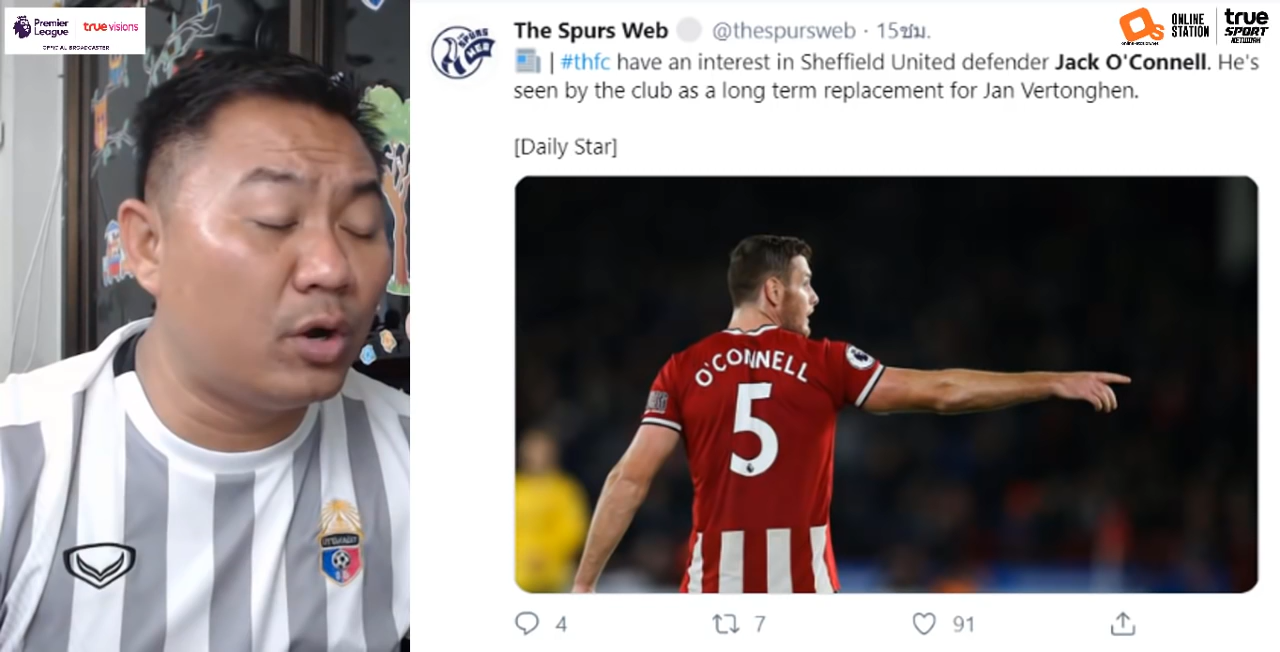 Premier
League
true visions
OFFICIAL BROADCASTER
The Spurs Web @thespursweb · 15ชม.
| #thfc have an interest in Sheffield United defender Jack O'Connell. He's
seen by the club as a long term replacement for Jan Vertonghen.
[Daily Star]
ONLINE
STATION
true
SPORT
NETWORK
SPURS
WEB
O'CONNELL
5
4
7
91